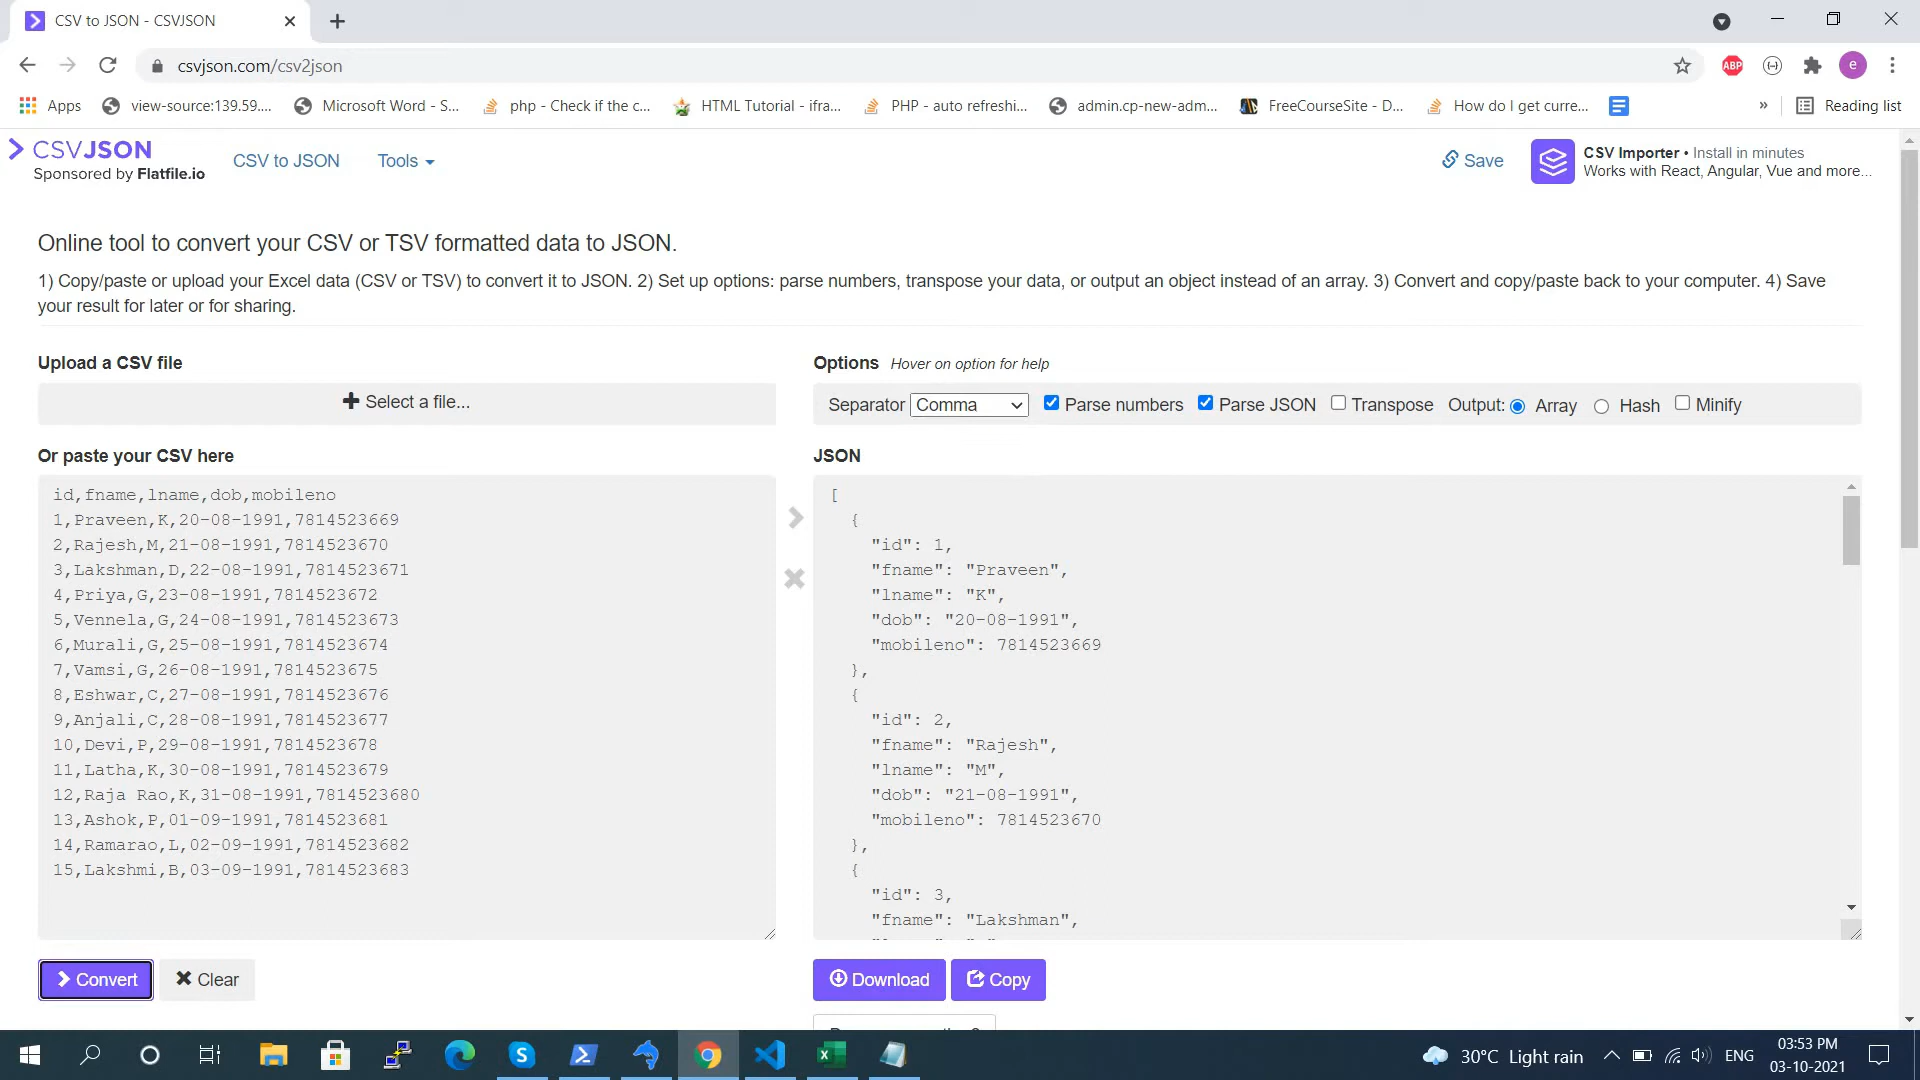 CSV to JSON - CSVJSON
csvjson.com/csv2json
ABP
e
Apps view-source:139.59.... Microsoft Word - S... php - Check if the c... HTML Tutorial - ifra... PHP - auto refreshi... admin.cp-new-adm... FreeCourseSite - D... How do I get curre... » Reading list
CSVJSON
Sponsored by Flatfile.io
CSV to JSON Tools
Save
CSV Importer • Install in minutes
Works with React, Angular, Vue and more...
Online tool to convert your CSV or TSV formatted data to JSON.
1) Copy/paste or upload your Excel data (CSV or TSV) to convert it to JSON. 2) Set up options: parse numbers, transpose your data, or output an object instead of an array. 3) Convert and copy/paste back to your computer. 4) Save
your result for later or for sharing.
Upload a CSV file
Select a file...
Options Hover on option for help
Separator Comma Parse numbers Parse JSON Transpose Output: Array Hash Minify
Or paste your CSV here
id,fname,lname,dob,mobileno
1,Praveen,K,20-08-1991,7814523669
2,Rajesh,M,21-08-1991,7814523670
3,Lakshman,D,22-08-1991,7814523671
4,Priya,G,23-08-1991,7814523672
5,Vennela,G,24-08-1991,7814523673
6,Murali,G,25-08-1991,7814523674
7,Vamsi,G,26-08-1991,7814523675
8,Eshwar,C,27-08-1991,7814523676
9,Anjali,C,28-08-1991,7814523677
10,Devi,P,29-08-1991,7814523678
11,Latha,K,30-08-1991,7814523679
12,Raja Rao,K,31-08-1991,7814523680
13,Ashok,P,01-09-1991,7814523681
14,Ramarao,L,02-09-1991,7814523682
15,Lakshmi,B,03-09-1991,7814523683
JSON
[
{
"id": 1,
"fname": "Praveen",
"lname": "K",
"dob": "20-08-1991",
"mobileno": 7814523669
},
{
"id": 2,
"fname": "Rajesh",
"lname": "M",
"dob": "21-08-1991",
"mobileno": 7814523670
},
{
"id": 3,
"fname": "Lakshman",
Convert Clear
Download Copy
30°C Light rain
ENG
03:53 PM
03-10-2021